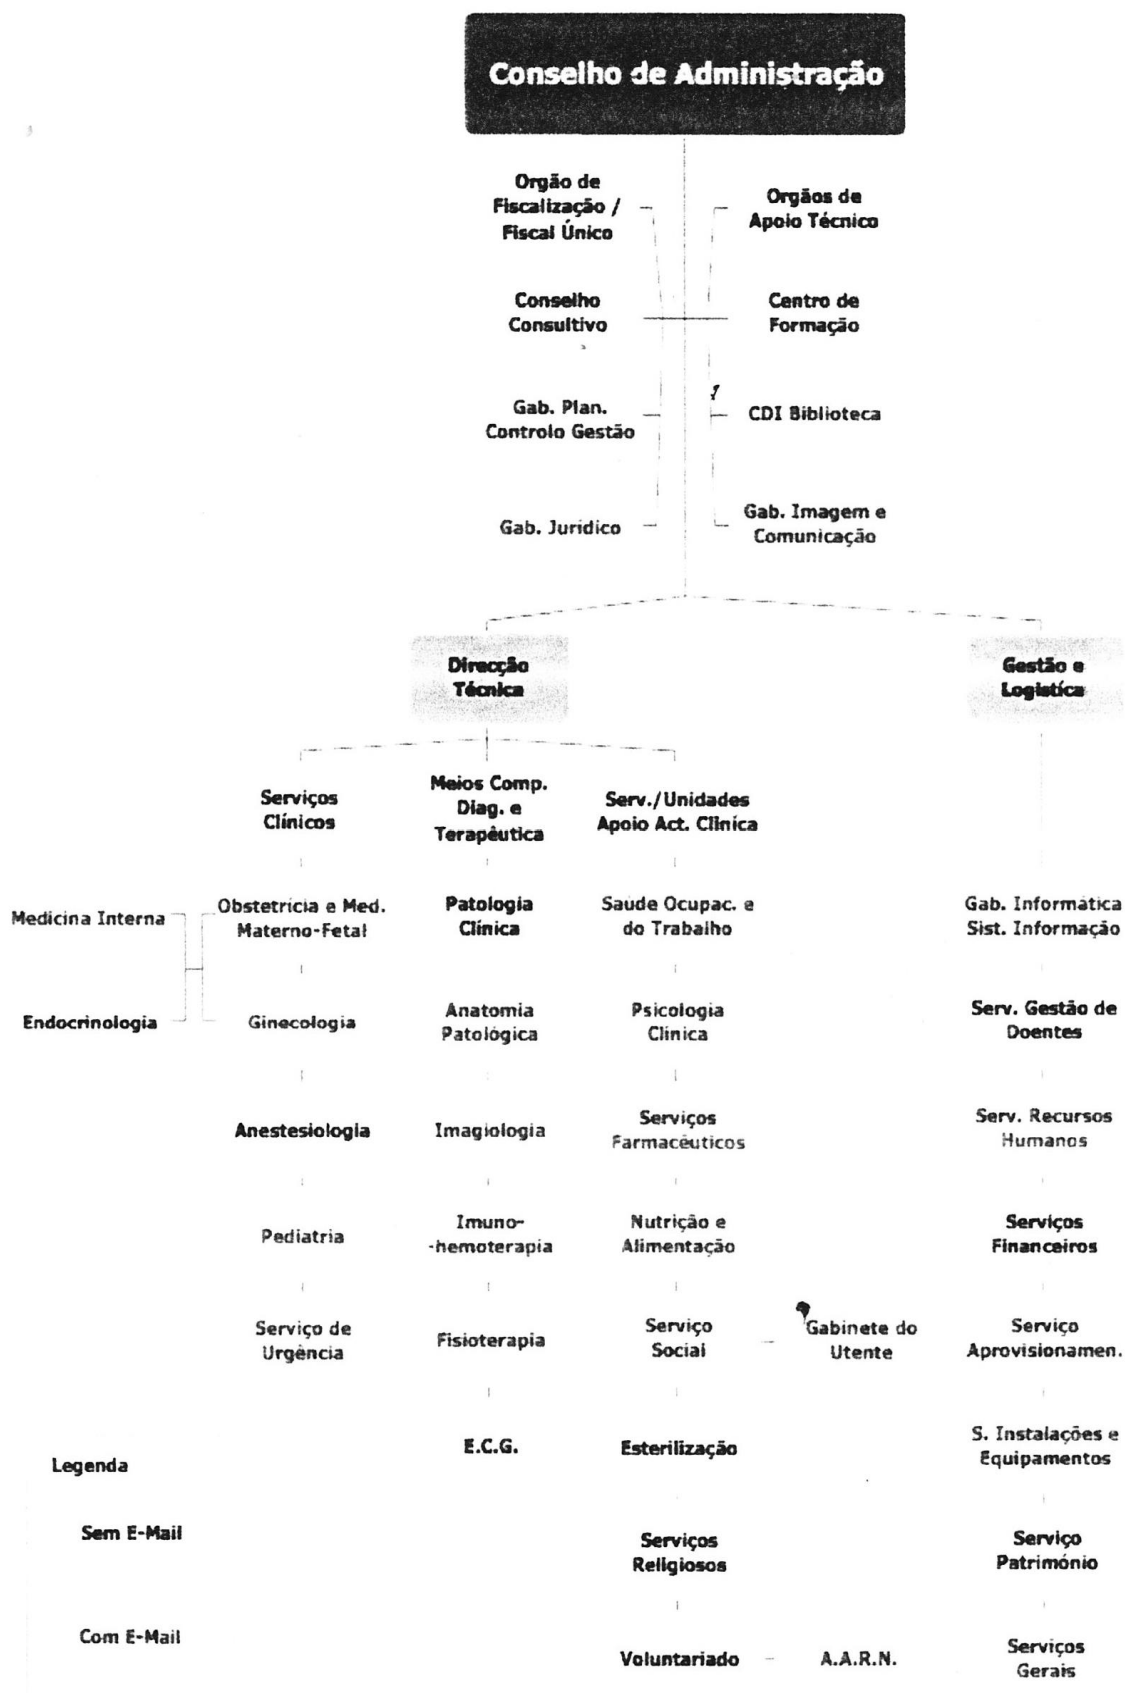 Conselho de Administração
Orgão de
Fiscalização /
Fiscal Único
Orgãos de
Apoio Técnico
Conselho
Consultivo
Centro de
Formação
Gab. Plan.
Controlo Gestão
CDI Biblioteca
Gab. Jurídico
Gab. Imagem e
Comunicação
Direcção
Técnica
Gestão e
Logística
Serviços
Clínicos
Meios Comp.
Diag. e
Terapêutica
Serv./Unidades
Apoio Act. Clínica
Medicina Interna
Obstetrícia e Med.
Materno-Fetal
Patologia
Clínica
Saúde Ocupac. e
do Trabalho
Gab. Informática
Sist. Informação
Endocrinologia
Ginecologia
Anatomia
Patológica
Psicologia
Clínica
Serv. Gestão de
Doentes
Anestesiologia
Imagiologia
Serviços
Farmacêuticos
Serv. Recursos
Humanos
Pediatria
Imuno-
-hemoterapia
Nutrição e
Alimentação
Serviços
Financeiros
Serviço de
Urgência
Fisioterapia
Serviço
Social
Gabinete do
Utente
Serviço
Aprovisionamen.
E.C.G.
Esterilização
S. Instalações e
Equipamentos
Legenda
Sem E-Mail
Serviços
Religiosos
Serviço
Património
Com E-Mail
Voluntariado
A.A.R.N.
Serviços
Gerais